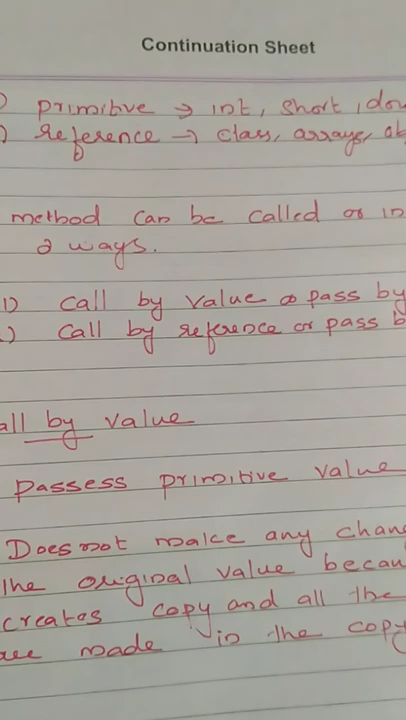 Continuation Sheet
) primitive → int, short, dou
) reference → class, arrays, ab
method can be called or in
2 ways.
1) call by value or pass by
.) call by reference or pass b
all by value
passess primitive value
Does not make any chan
the original value becau
creates copy and all the
are made in the copy